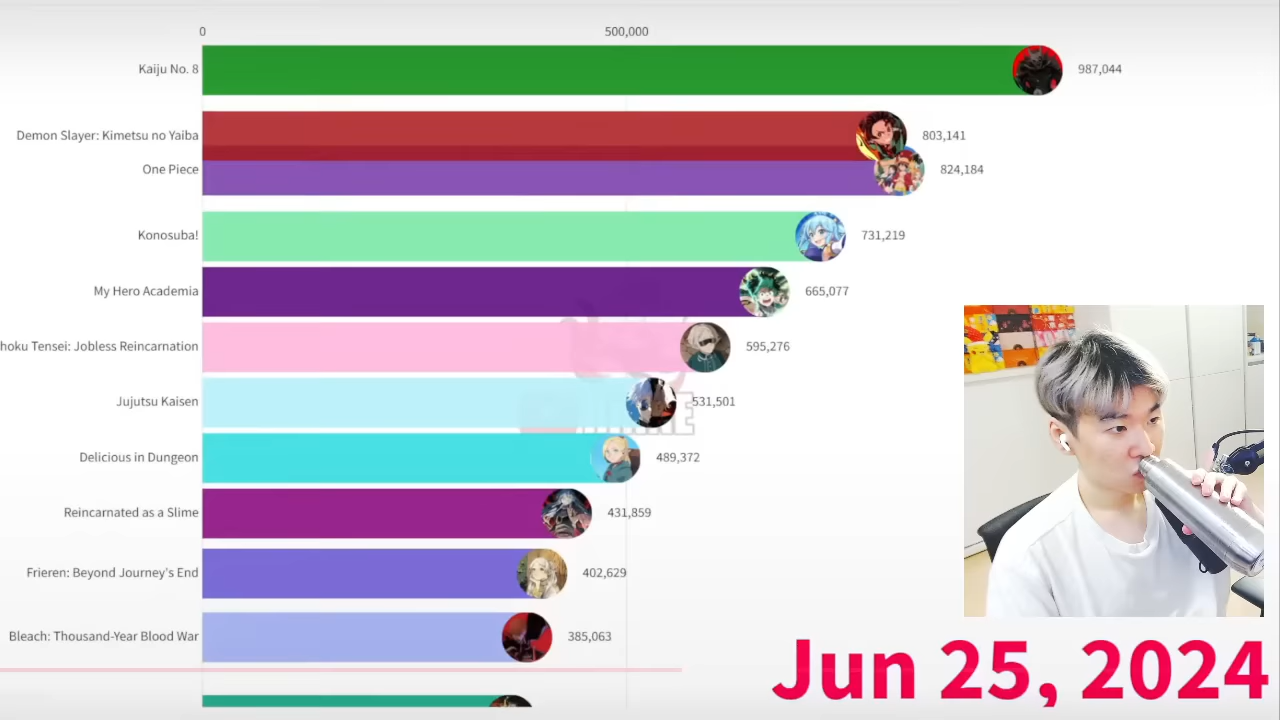 0 500,000
Kaiju No. 8 987,044
Demon Slayer: Kimetsu no Yaiba 803,141
One Piece 824,184
Konosuba! 731,219
My Hero Academia 665,077
hoku Tensei: Jobless Reincarnation 595,276
Jujutsu Kaisen 531,501
Delicious in Dungeon 489,372
Reincarnated as a Slime 431,859
Frieren: Beyond Journey's End 402,629
Bleach: Thousand-Year Blood War 385,063
Jun 25, 2024